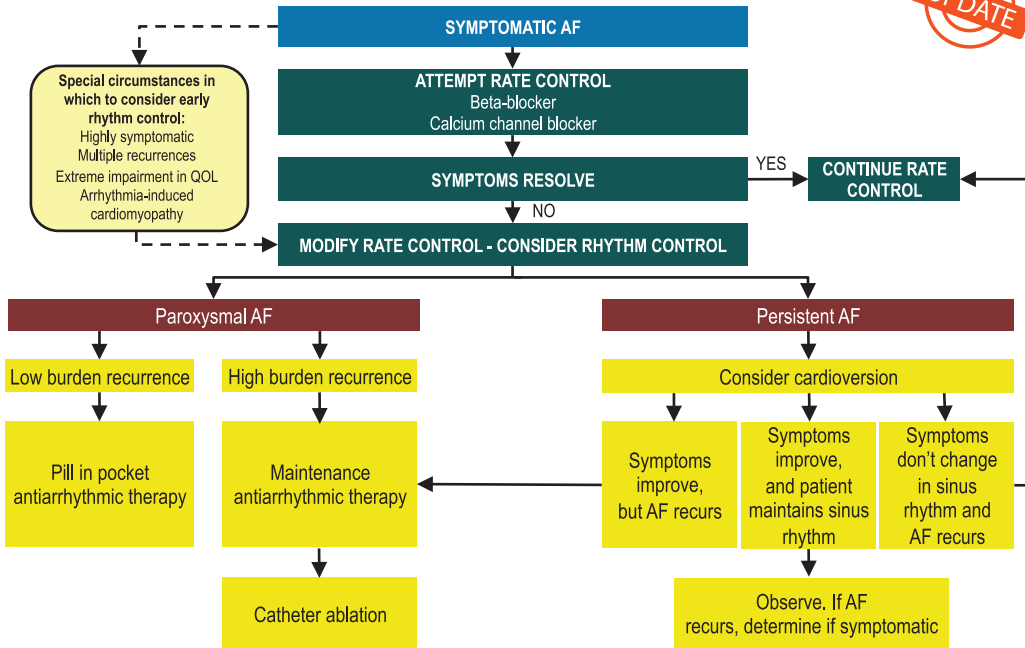 UPDATE
SYMPTOMATIC AF
Special circumstances in
which to consider early
rhythm control:
Highly symptomatic
Multiple recurrences
Extreme impairment in QOL
Arrhythmia-induced
cardiomyopathy
ATTEMPT RATE CONTROL
Beta-blocker
Calcium channel blocker
SYMPTOMS RESOLVE
YES
CONTINUE RATE
CONTROL
NO
MODIFY RATE CONTROL - CONSIDER RHYTHM CONTROL
Paroxysmal AF
Persistent AF
Low burden recurrence
High burden recurrence
Consider cardioversion
Pill in pocket
antiarrhythmic therapy
Maintenance
antiarrhythmic therapy
Symptoms
improve,
but AF recurs
Symptoms
improve,
and patient
maintains sinus
rhythm
Symptoms
don't change
in sinus
rhythm and
AF recurs
Catheter ablation
Observe. If AF
recurs, determine if symptomatic